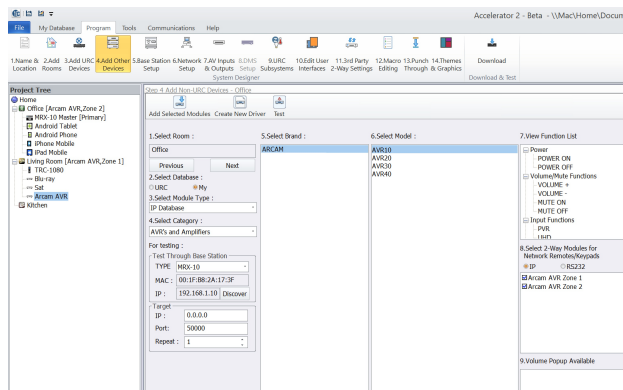 Accelerator 2 - Beta - \\Mac\Home\Docum
File My Database Program Tools Communications Help
1.Name & Location 2.Add Rooms 3.Add URC Devices 4.Add Other Devices 5.Base Station Setup 6.Network Setup 7.AV Inputs & Outputs 8.DMS Setup 9.URC Subsystems 10.Edit User Interfaces 11.3rd Party 2-Way Settings 12.Macro Editing 13.Punch Through 14.Themes & Graphics Download
System Designer Download & Test
Project Tree
Home
Office [Arcam AVR,Zone 2]
MRX-10 Master [Primary]
Android Tablet
Android Phone
iPhone Mobile
iPad Mobile
Living Room [Arcam AVR,Zone 1]
TRC-1080
Blu-ray
Sat
Arcam AVR
Kitchen
Step 4 Add Non-URC Devices - Office
Add Selected Modules Create New Driver Test
1.Select Room :
Office
Previous Next
2.Select Database :
URC My
3.Select Module Type :
IP Database
4.Select Category :
AVR's and Amplifiers
For testing :
Test Through Base Station
TYPE MRX-10
MAC : 00:1F:B8:2A:17:3F
IP : 192.168.1.10 Discover
Target
IP : 0.0.0.0
Port: 50000
Repeat : 1
5.Select Brand :
ARCAM
6.Select Model :
AVR10
AVR20
AVR30
AVR40
7.View Function List
Power
POWER ON
POWER OFF
Volume/Mute Functions
VOLUME +
VOLUME -
MUTE ON
MUTE OFF
Input Functions
PVR
UHD
8.Select 2-Way Modules for
Network Remotes/Keypads
IP RS232
Arcam AVR Zone 1
Arcam AVR Zone 2
9.Volume Popup Available